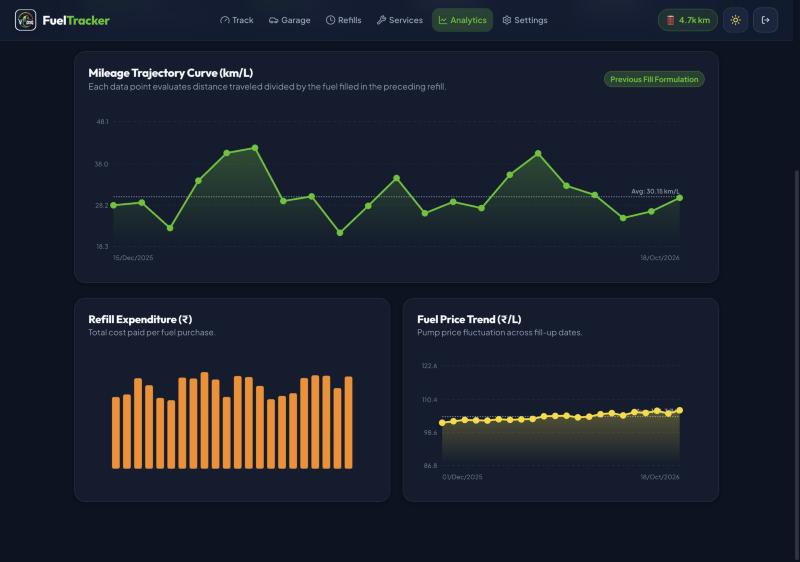 FuelTracker
Track
Garage
Refills
Services
Analytics
Settings
4.7k km
Mileage Trajectory Curve (km/L)
Each data point evaluates distance traveled divided by the fuel filled in the preceding refill.
Previous Fill Formulation
48.1
38.0
Avg: 30.15 km/L
28.2
18.3
15/Dec/2025
18/Oct/2026
Refill Expenditure (₹)
Total cost paid per fuel purchase.
Fuel Price Trend (₹/L)
Pump price fluctuation across fill-up dates.
122.6
110.4
98.6
86.8
01/Dec/2025
18/Oct/2026